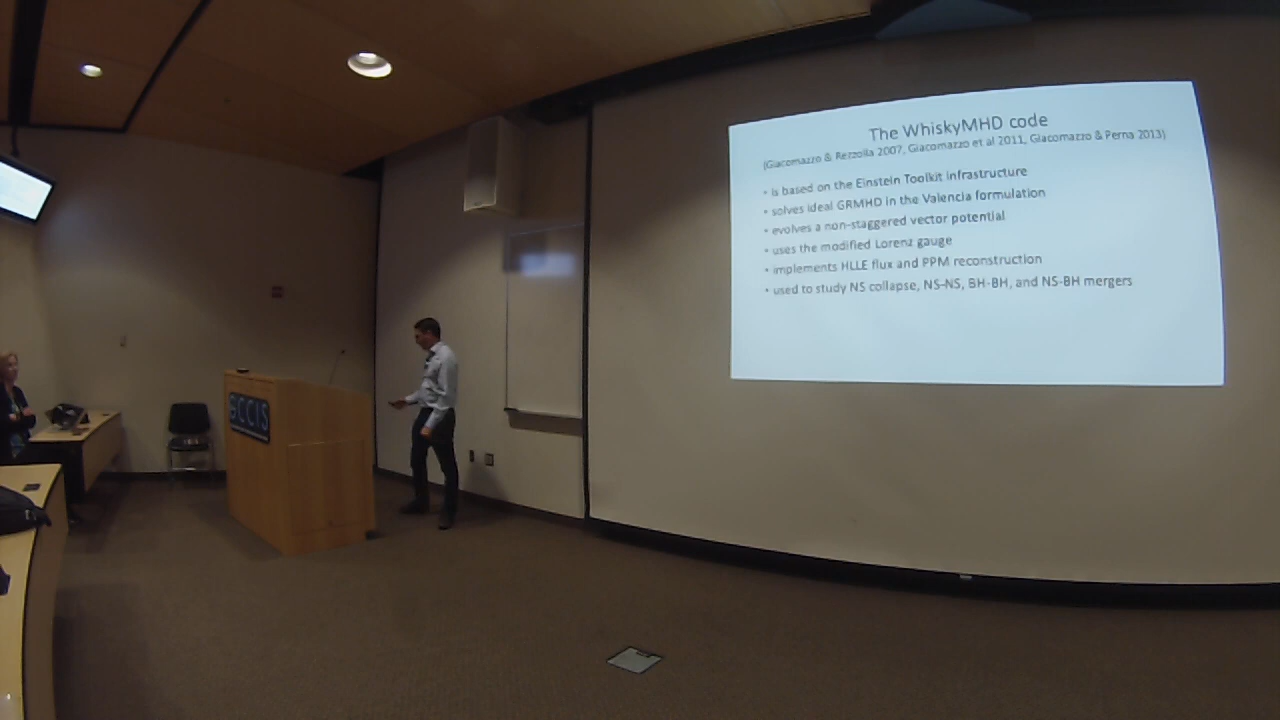 The WhiskyMHD code
(Giacomazzo & Rezzolla 2007, Giacomazzo et al 2011, Giacomazzo & Perna 2013)
• is based on the Einstein Toolkit infrastructure
• solves ideal GRMHD in the Valencia formulation
• evolves a non-staggered vector potential
• uses the modified Lorenz gauge
• implements HLLE flux and PPM reconstruction
• used to study NS collapse, NS-NS, BH-BH, and NS-BH mergers
CCIS